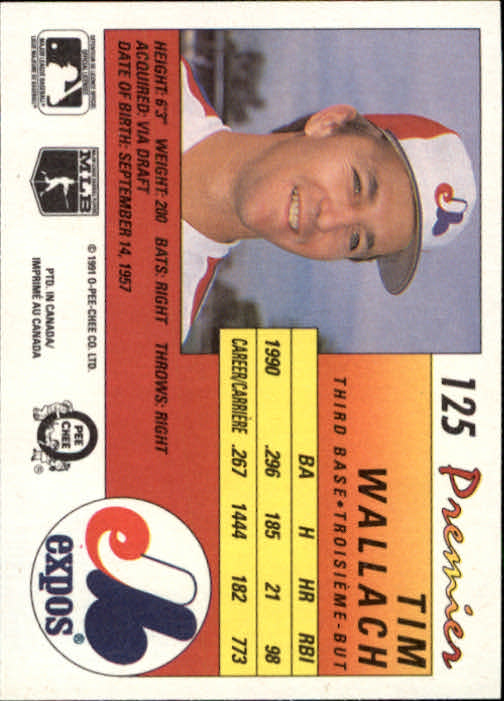 125 Premier
TIM
WALLACH
THIRD BASE•TROISIÈME-BUT
BA H HR RBI
1990 .296 185 21 98
CAREER/CARRIÈRE .267 1444 182 773
HEIGHT: 6'3" WEIGHT: 200 BATS: RIGHT THROWS: RIGHT
ACQUIRED: VIA DRAFT
DATE OF BIRTH: SEPTEMBER 14, 1957
expos®
MLB
© 1991 O-PEE-CHEE CO. LTD.
PTD. IN CANADA/
IMPRIMÉ AU CANADA
O
PEE
CHEE
®